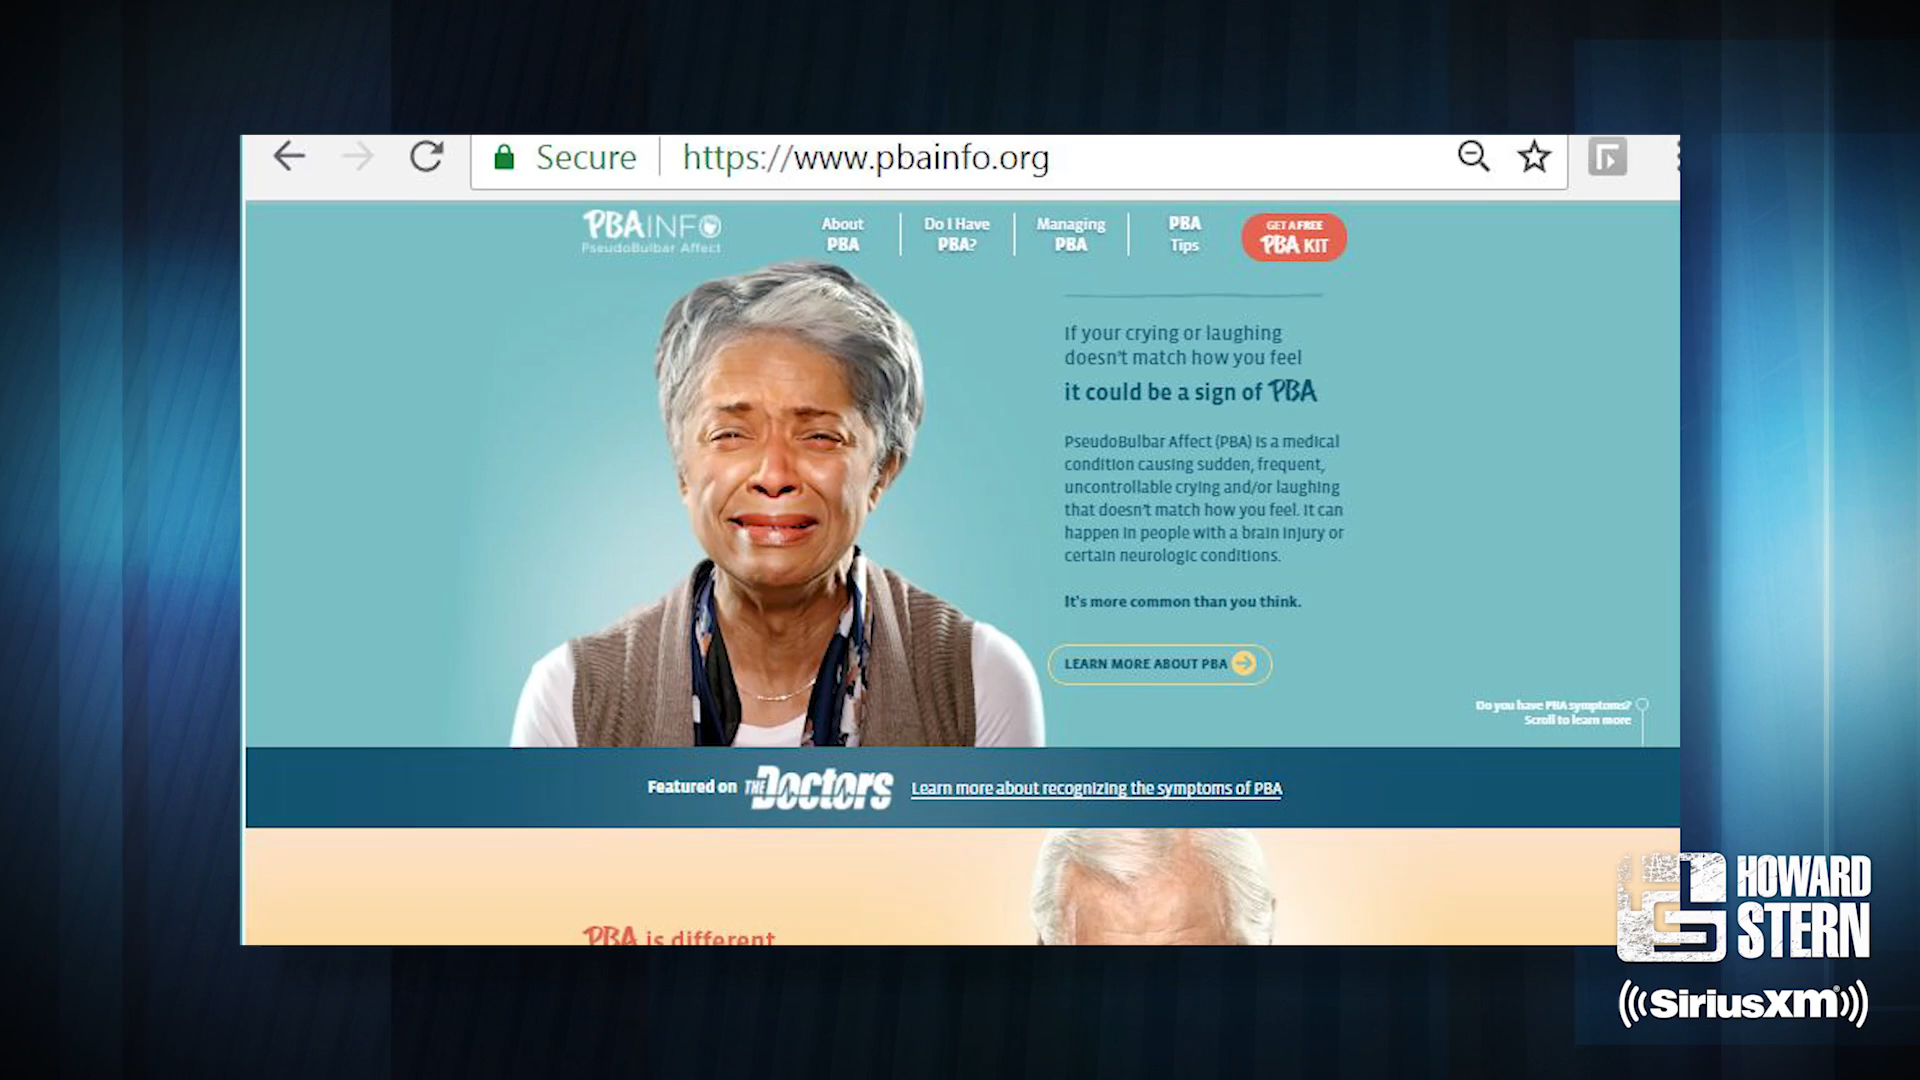 Secure
https://www.pbainfo.org
PBAINFO
PseudoBulbar Affect
About
PBA
Do I Have
PBA?
Managing
PBA
PBA
Tips
GET A FREE
PBA KIT
If your crying or laughing
doesn't match how you feel
it could be a sign of PBA
PseudoBulbar Affect (PBA) is a medical
condition causing sudden, frequent,
uncontrollable crying and/or laughing
that doesn't match how you feel. It can
happen in people with a brain injury or
certain neurologic conditions.
It's more common than you think.
LEARN MORE ABOUT PBA
Do you have PBA symptoms?
Scroll to learn more
Featured on THE DOCTORS Learn more about recognizing the symptoms of PBA
PBA is different
HOWARD
STERN
SiriusXM